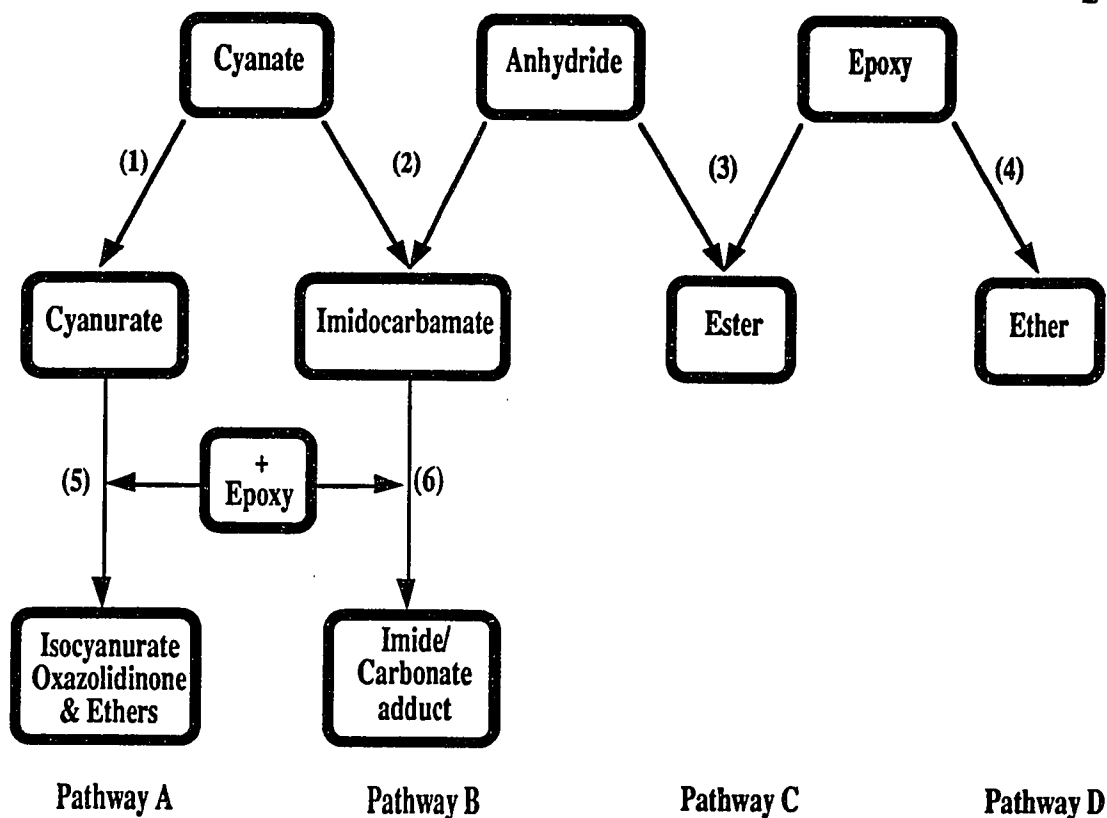 Cyanate
Anhydride
Epoxy
(1)
(2)
(3)
(4)
Cyanurate
Imidocarbamate
Ester
Ether
(5)
+
Epoxy
(6)
Isocyanurate
Oxazolidinone
& Ethers
Imide/
Carbonate
adduct
Pathway A
Pathway B
Pathway C
Pathway D